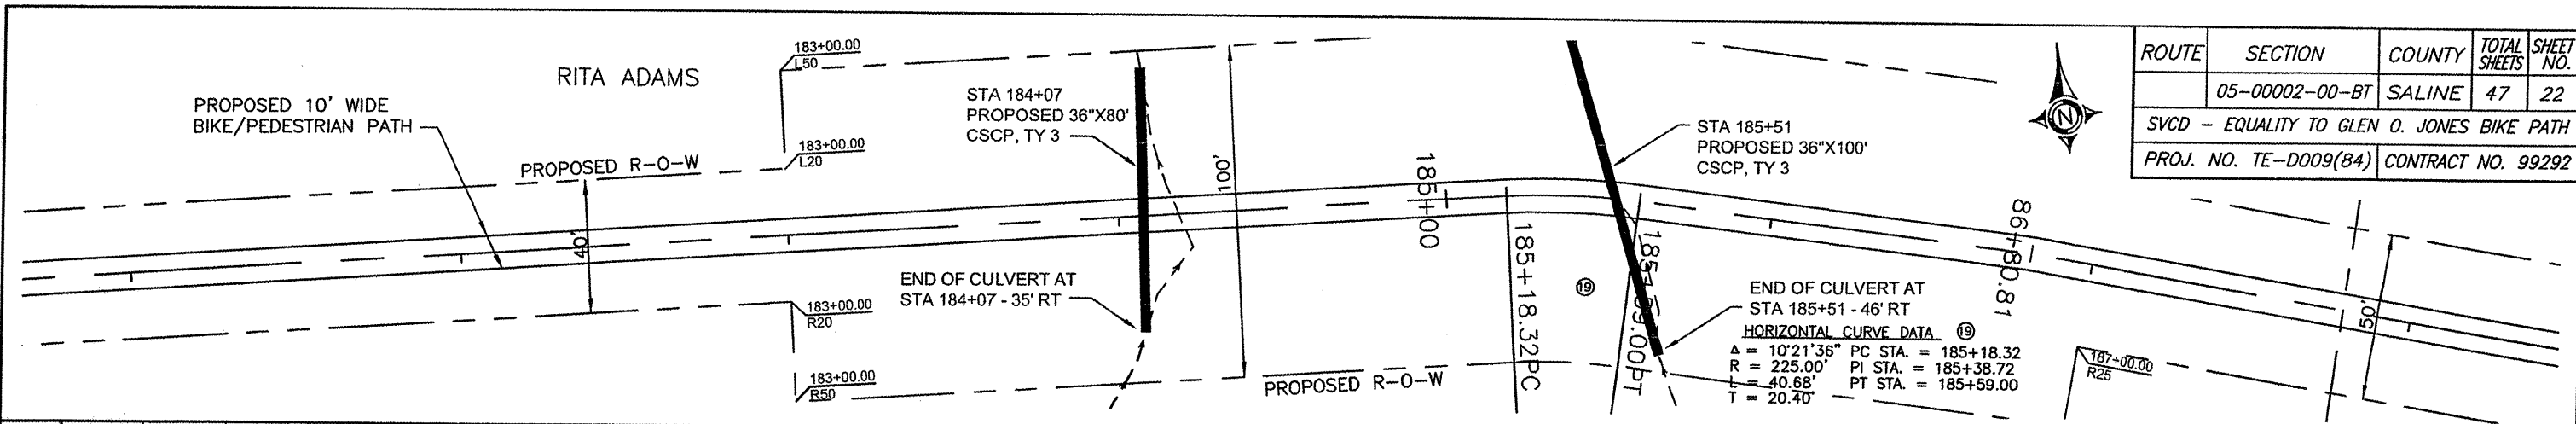 PROPOSED 10' WIDE
BIKE/PEDESTRIAN PATH
RITA ADAMS
183+00.00
L50
183+00.00
L20
PROPOSED R-O-W
40'
183+00.00
R20
183+00.00
R50
STA 184+07
PROPOSED 36"X80'
CSCP, TY 3
END OF CULVERT AT
STA 184+07 - 35' RT
100'
185+00
185+18.32PC
19
PROPOSED R-O-W
185+59.00PT
STA 185+51
PROPOSED 36"X100'
CSCP, TY 3
END OF CULVERT AT
STA 185+51 - 46' RT
HORIZONTAL CURVE DATA 19
Δ = 10°21'36" PC STA. = 185+18.32
R = 225.00' PI STA. = 185+38.72
L = 40.68' PT STA. = 185+59.00
T = 20.40'
86+80.81
187+00.00
R25
50'
N
ROUTE SECTION COUNTY TOTAL SHEETS SHEET NO.
05-00002-00-BT SALINE 47 22
SVCD - EQUALITY TO GLEN O. JONES BIKE PATH
PROJ. NO. TE-D009(84) CONTRACT NO. 99292